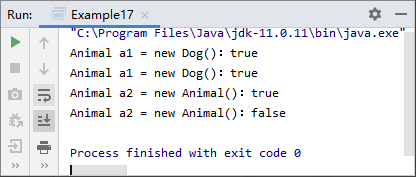 Run: Example17
"C:\Program Files\Java\jdk-11.0.11\bin\java.exe"
Animal a1 = new Dog(): true
Animal a1 = new Dog(): true
Animal a2 = new Animal(): true
Animal a2 = new Animal(): false
Process finished with exit code 0